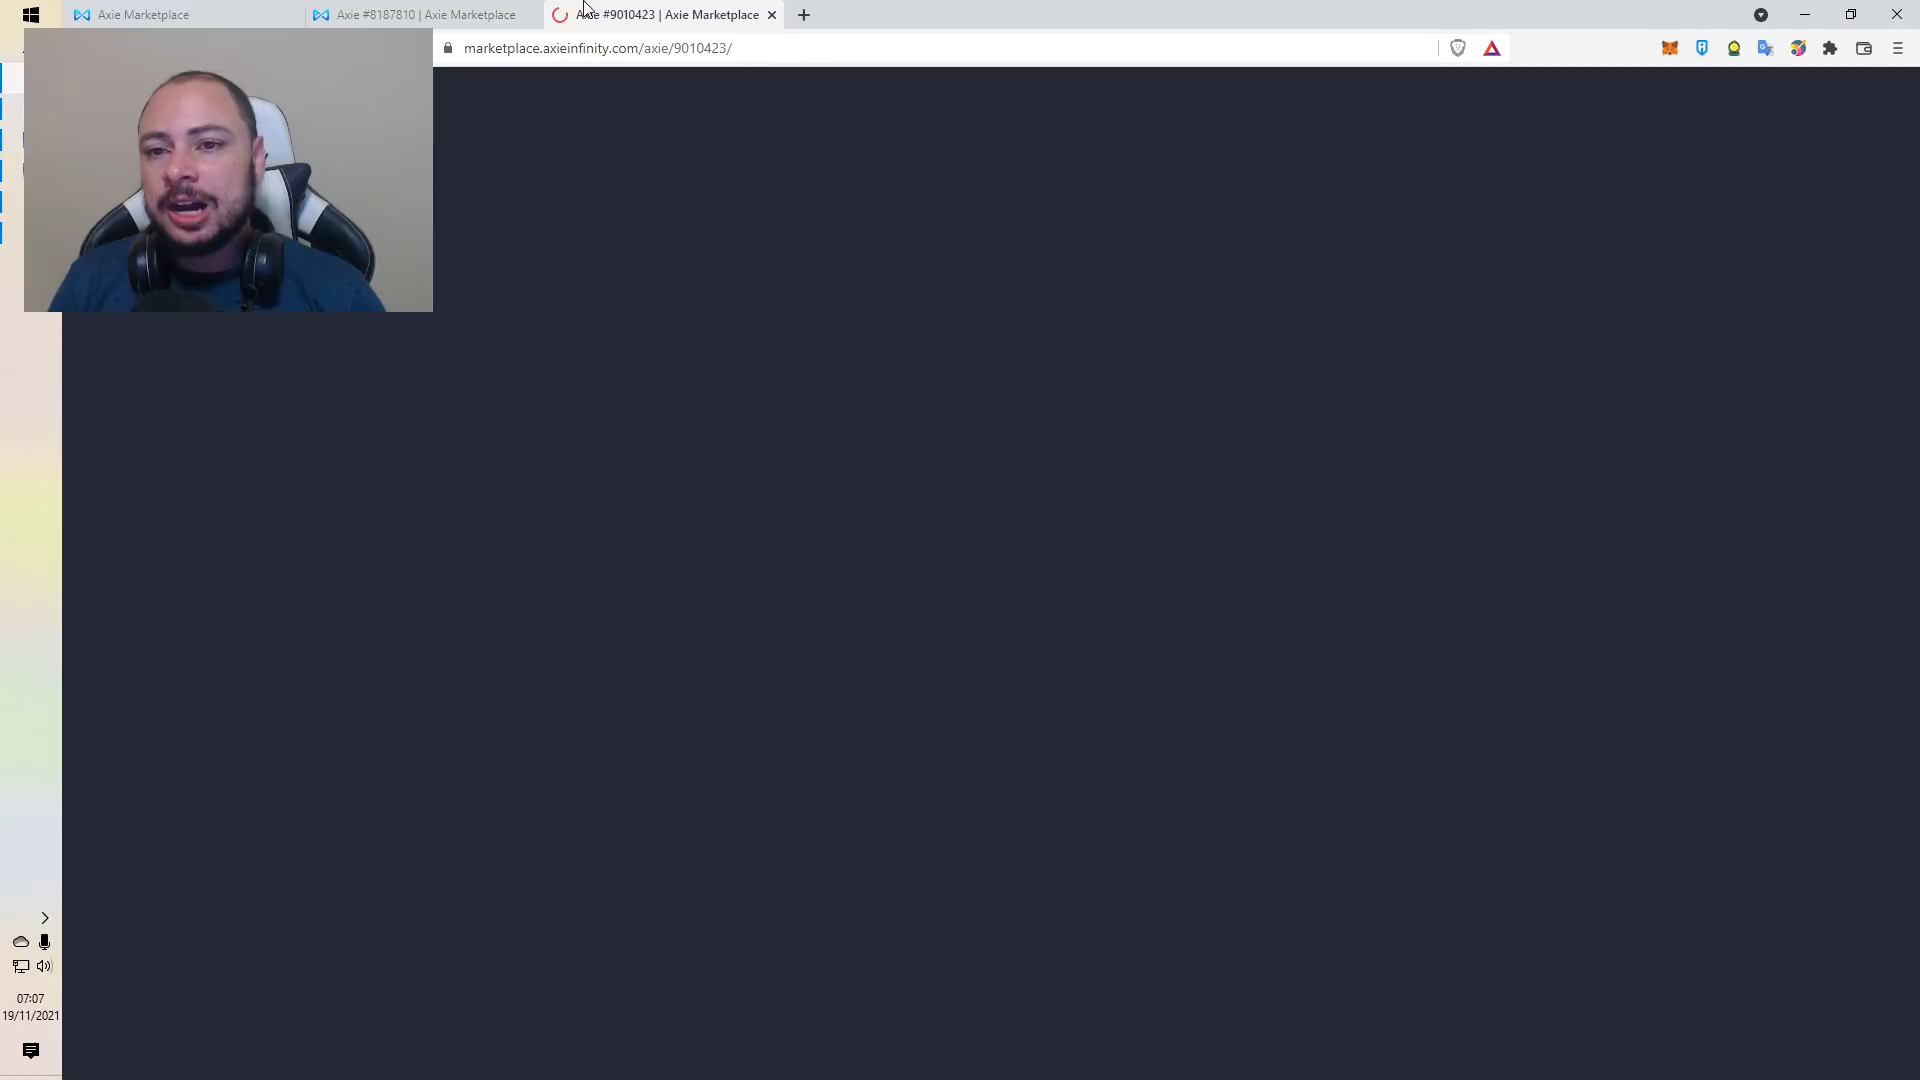 Axie Marketplace
Axie #8187810 | Axie Marketplace
Axie #9010423 | Axie Marketplace
marketplace.axieinfinity.com/axie/9010423/
07:07
19/11/2021